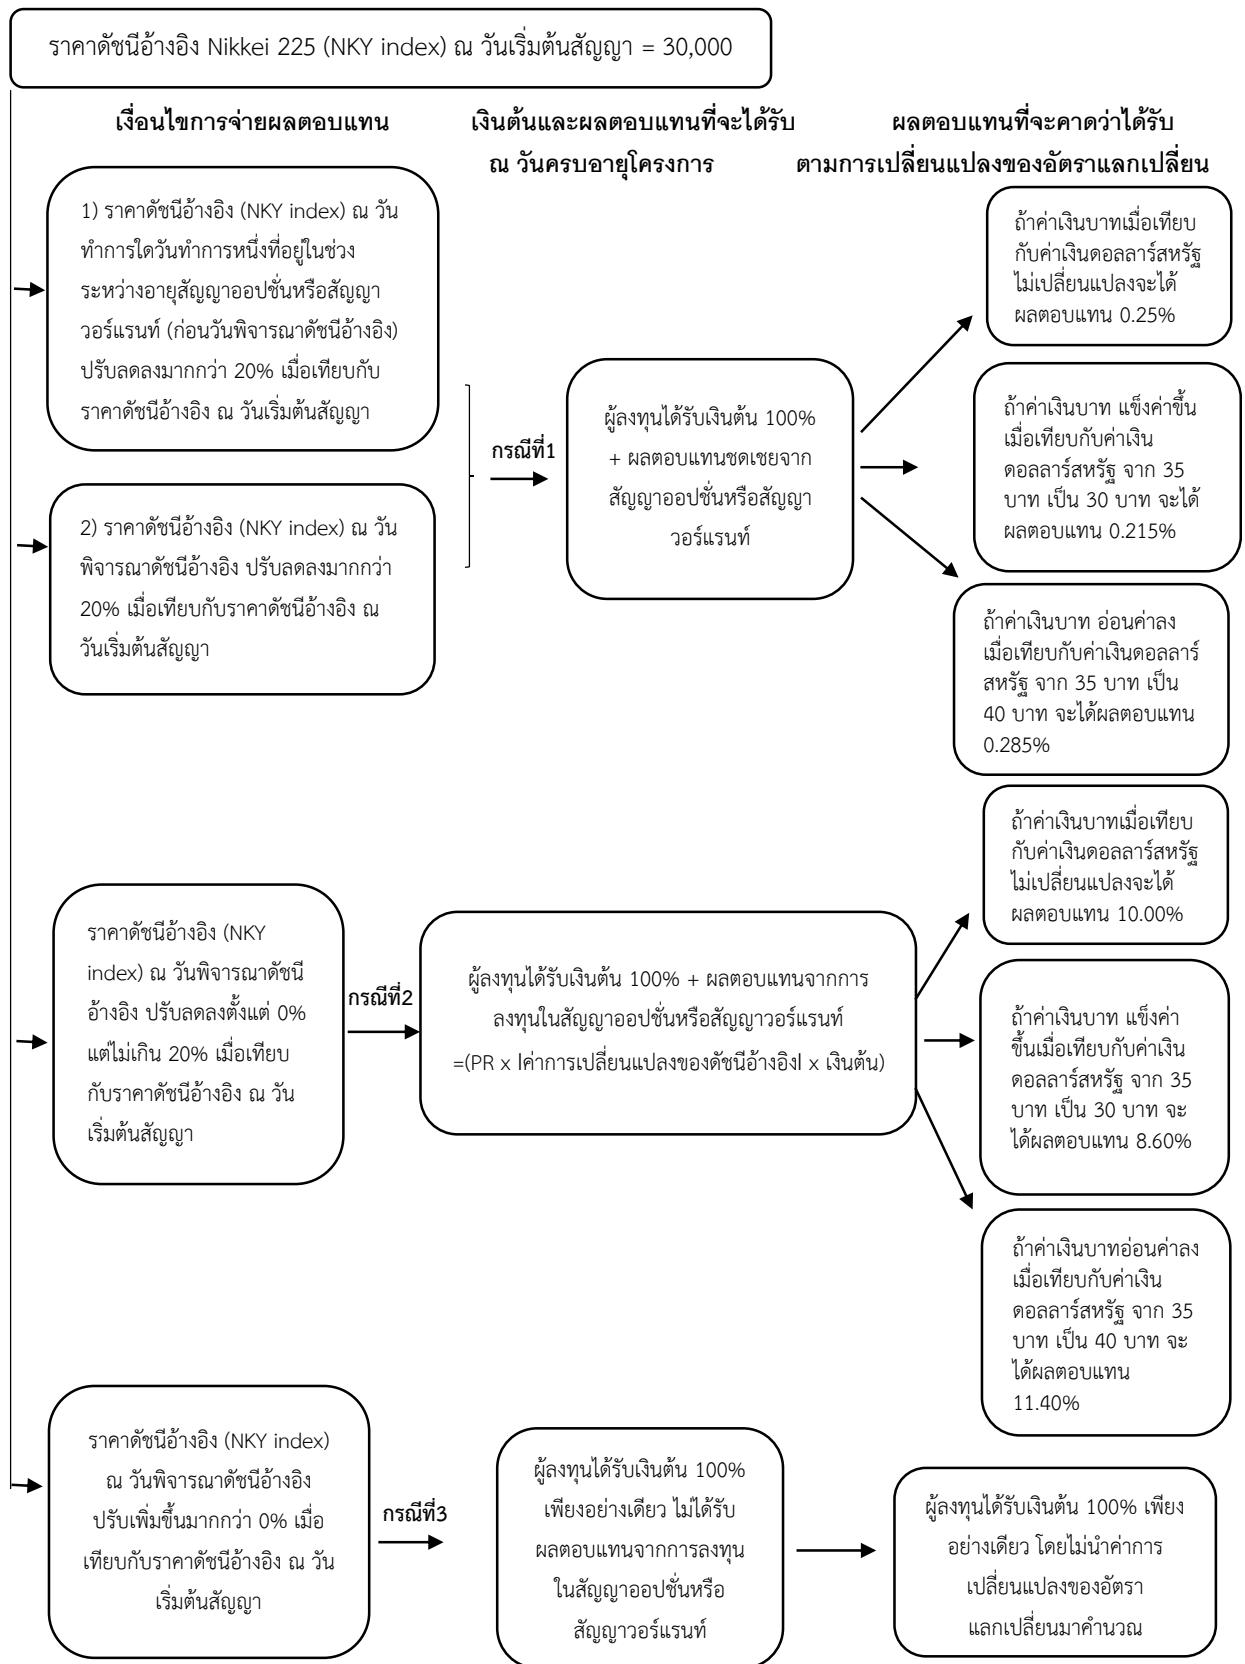 ราคาดัชนีอ้างอิง Nikkei 225 (NKY index) ณ วันเริ่มต้นสัญญา = 30,000
เงื่อนไขการจ่ายผลตอบแทน
เงินต้นและผลตอบแทนที่จะได้รับ
ณ วันครบอายุโครงการ
ผลตอบแทนที่จะคาดว่าได้รับ
ตามการเปลี่ยนแปลงของอัตราแลกเปลี่ยน
1) ราคาดัชนีอ้างอิง (NKY index) ณ วัน
ทำการใดวันทำการหนึ่งที่อยู่ในช่วง
ระหว่างอายุสัญญาออปชั่นหรือสัญญา
วอร์แรนท์ (ก่อนวันพิจารณาดัชนีอ้างอิง)
ปรับลดลงมากกว่า 20% เมื่อเทียบกับ
ราคาดัชนีอ้างอิง ณ วันเริ่มต้นสัญญา
2) ราคาดัชนีอ้างอิง (NKY index) ณ วัน
พิจารณาดัชนีอ้างอิง ปรับลดลงมากกว่า
20% เมื่อเทียบกับราคาดัชนีอ้างอิง ณ
วันเริ่มต้นสัญญา
กรณีที่1
ผู้ลงทุนได้รับเงินต้น 100%
+ ผลตอบแทนชดเชยจาก
สัญญาออปชั่นหรือสัญญา
วอร์แรนท์
ถ้าค่าเงินบาทเมื่อเทียบ
กับค่าเงินดอลลาร์สหรัฐ
ไม่เปลี่ยนแปลงจะได้
ผลตอบแทน 0.25%
ถ้าค่าเงินบาท แข็งค่าขึ้น
เมื่อเทียบกับค่าเงิน
ดอลลาร์สหรัฐ จาก 35
บาท เป็น 30 บาท จะได้
ผลตอบแทน 0.215%
ถ้าค่าเงินบาท อ่อนค่าลง
เมื่อเทียบกับค่าเงินดอลลาร์
สหรัฐ จาก 35 บาท เป็น
40 บาท จะได้ผลตอบแทน
0.285%
ราคาดัชนีอ้างอิง (NKY
index) ณ วันพิจารณาดัชนี
อ้างอิง ปรับลดลงตั้งแต่ 0%
แต่ไม่เกิน 20% เมื่อเทียบ
กับราคาดัชนีอ้างอิง ณ วัน
เริ่มต้นสัญญา
กรณีที่2
ผู้ลงทุนได้รับเงินต้น 100% + ผลตอบแทนจากการ
ลงทุนในสัญญาออปชั่นหรือสัญญาวอร์แรนท์
=(PR x |ค่าการเปลี่ยนแปลงของดัชนีอ้างอิง| x เงินต้น)
ถ้าค่าเงินบาทเมื่อเทียบ
กับค่าเงินดอลลาร์สหรัฐ
ไม่เปลี่ยนแปลงจะได้
ผลตอบแทน 10.00%
ถ้าค่าเงินบาท แข็งค่า
ขึ้นเมื่อเทียบกับค่าเงิน
ดอลลาร์สหรัฐ จาก 35
บาท เป็น 30 บาท จะ
ได้ผลตอบแทน 8.60%
ถ้าค่าเงินบาทอ่อนค่าลง
เมื่อเทียบกับค่าเงิน
ดอลลาร์สหรัฐ จาก 35
บาท เป็น 40 บาท จะ
ได้ผลตอบแทน
11.40%
ราคาดัชนีอ้างอิง (NKY index)
ณ วันพิจารณาดัชนีอ้างอิง
ปรับเพิ่มขึ้นมากกว่า 0% เมื่อ
เทียบกับราคาดัชนีอ้างอิง ณ วัน
เริ่มต้นสัญญา
กรณีที่3
ผู้ลงทุนได้รับเงินต้น 100%
เพียงอย่างเดียว ไม่ได้รับ
ผลตอบแทนจากการลงทุน
ในสัญญาออปชั่นหรือ
สัญญาวอร์แรนท์
ผู้ลงทุนได้รับเงินต้น 100% เพียง
อย่างเดียว โดยไม่นำค่าการ
เปลี่ยนแปลงของอัตรา
แลกเปลี่ยนมาคำนวณ